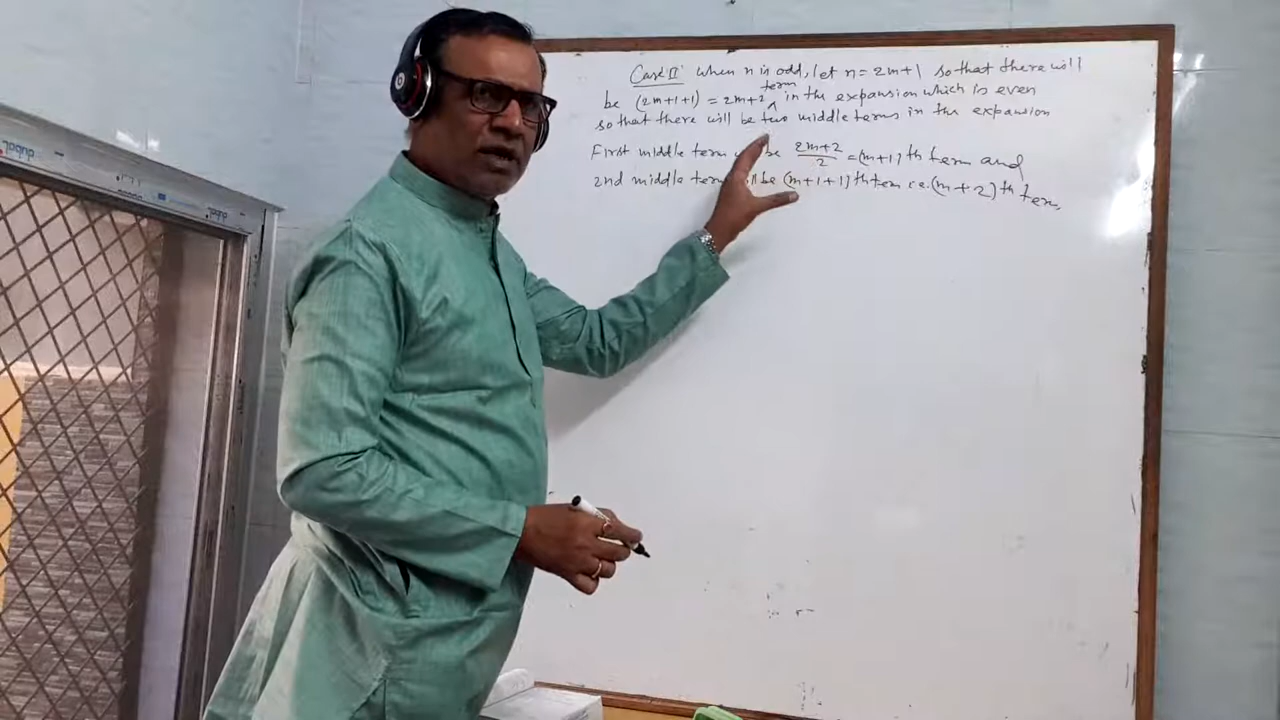 Case II when n is odd, let n = 2m+1 so that there will
be (2m+1+1) = 2m+2 term in the expansion which is even
so that there will be two middle terms in the expansion
First middle term be 2m+2/2 = (m+1)th term and
2nd middle term be (m+1+1)th term i.e. (m+2)th term,
dubal
dubal